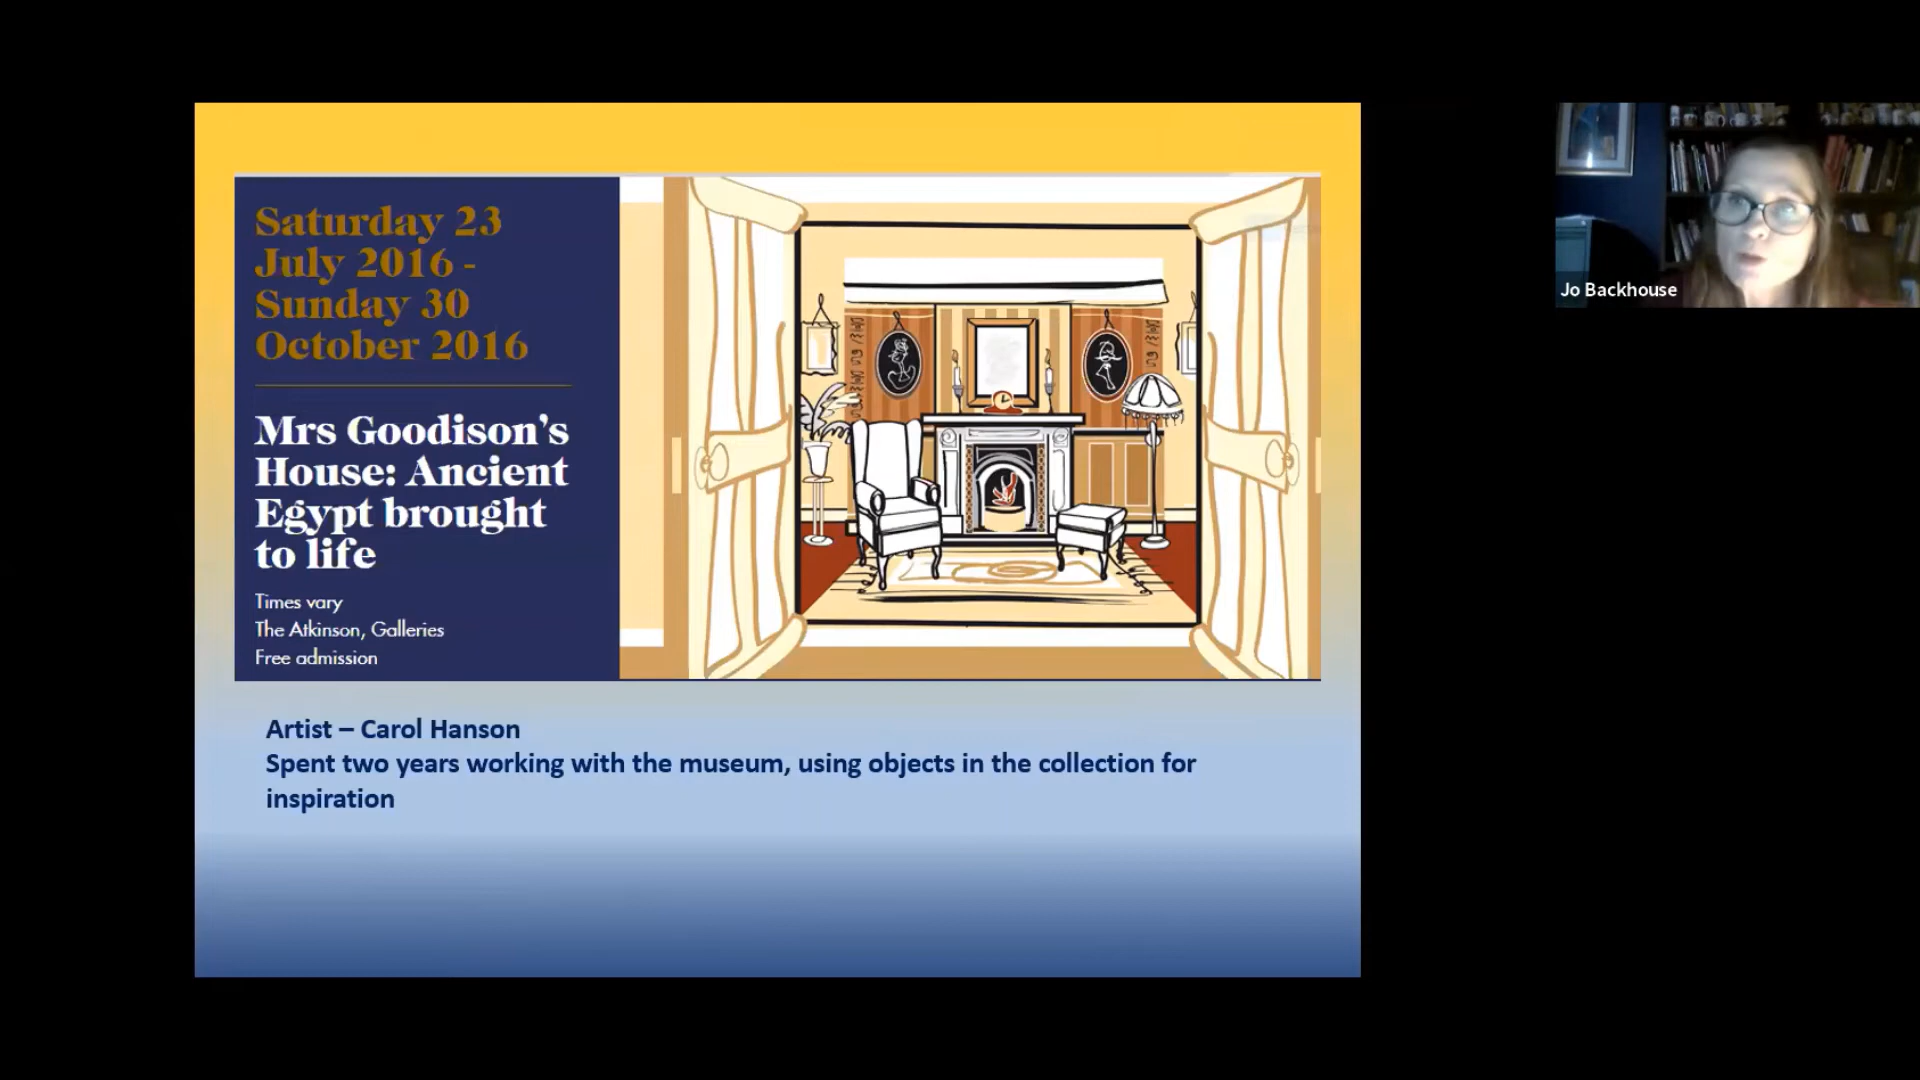 Saturday 23
July 2016 -
Sunday 30
October 2016
Mrs Goodison's
House: Ancient
Egypt brought
to life
Times vary
The Atkinson, Galleries
Free admission
Artist – Carol Hanson
Spent two years working with the museum, using objects in the collection for
inspiration
Jo Backhouse